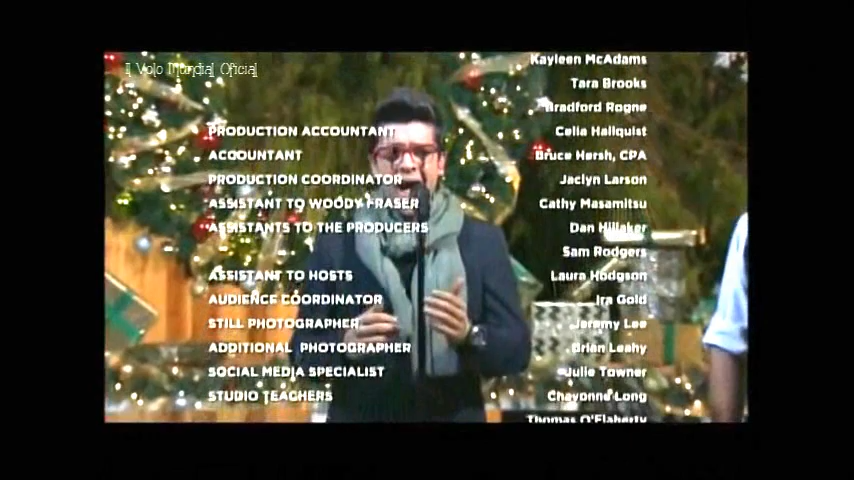 Il Volo Mundial Oficial
Kayleen McAdams
Tara Brooks
Bradford Rogne
PRODUCTION ACCOUNTANT Celia Hallquist
ACCOUNTANT Bruce Hersh, CPA
PRODUCTION COORDINATOR Jaclyn Larson
ASSISTANT TO WOODY FRASER Cathy Masamitsu
ASSISTANTS TO THE PRODUCERS Dan Hillaker
Sam Rodgers
ASSISTANT TO HOSTS Laura Hodgson
AUDIENCE COORDINATOR Ira Gold
STILL PHOTOGRAPHER Jeremy Lee
ADDITIONAL PHOTOGRAPHER Brian Leahy
SOCIAL MEDIA SPECIALIST Julie Towner
STUDIO TEACHERS Chayonne Long
Thomas O'Flaherty